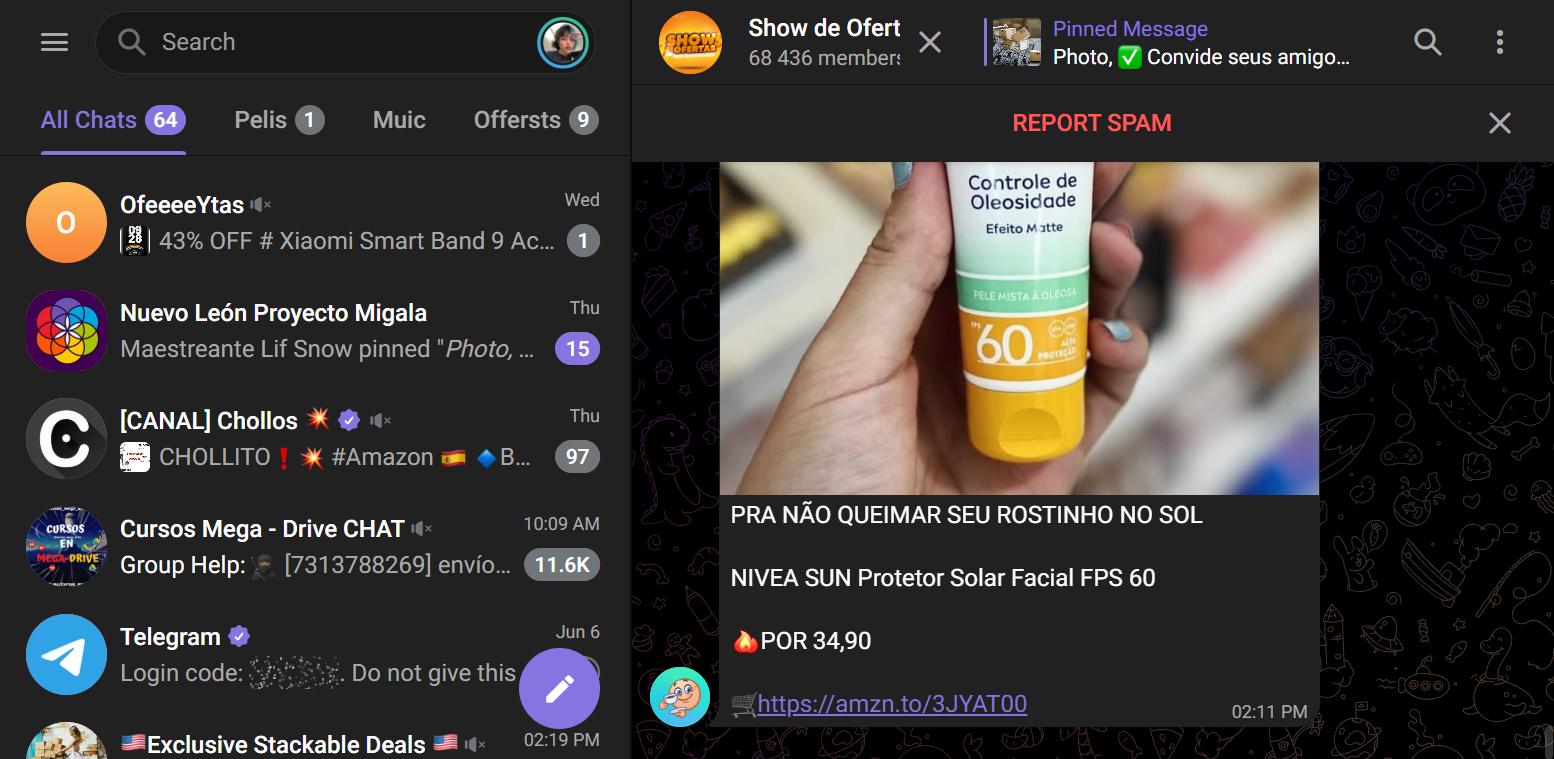 Search
All Chats 64
Pelis 1
Muic
Offersts 9
OfeeeeYtas
Wed
43% OFF # Xiaomi Smart Band 9 Ac...
1
Nuevo León Proyecto Migala
Thu
Maestreante Lif Snow pinned "Photo, ...
15
[CANAL] Chollos 💥
Thu
CHOLLITO❗💥 #Amazon 🇪🇸 🔷B...
97
CURSOS
EN
MEGA-DRIVE
Cursos Mega - Drive CHAT
10:09 AM
Group Help: 🥷 [7313788269] envío...
11.6K
Telegram
Jun 6
Login code: . Do not give this
🇺🇸Exclusive Stackable Deals 🇺🇸
02:19 PM
SHOW
OFERTAS
Show de Ofert
68 436 members
Pinned Message
Photo, ✅ Convide seus amigo...
REPORT SPAM
Controle de
Oleosidade
Efeito Matte
PELE MISTA À OLEOSA
FPS 60
ALTA
PROTEÇÃO
PRA NÃO QUEIMAR SEU ROSTINHO NO SOL
NIVEA SUN Protetor Solar Facial FPS 60
🔥POR 34,90
🛒https://amzn.to/3JYAT00
02:11 PM